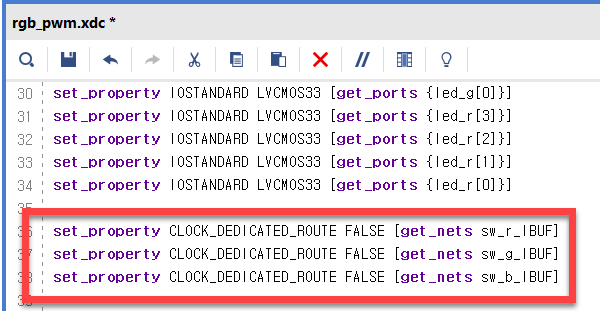 rgb_pwm.xdc *
30 set_property IOSTANDARD LVCMOS33 [get_ports {led_g[0]}]
31 set_property IOSTANDARD LVCMOS33 [get_ports {led_r[3]}]
32 set_property IOSTANDARD LVCMOS33 [get_ports {led_r[2]}]
33 set_property IOSTANDARD LVCMOS33 [get_ports {led_r[1]}]
34 set_property IOSTANDARD LVCMOS33 [get_ports {led_r[0]}]
35
36 set_property CLOCK_DEDICATED_ROUTE FALSE [get_nets sw_r_IBUF]
37 set_property CLOCK_DEDICATED_ROUTE FALSE [get_nets sw_g_IBUF]
38 set_property CLOCK_DEDICATED_ROUTE FALSE [get_nets sw_b_IBUF]
39